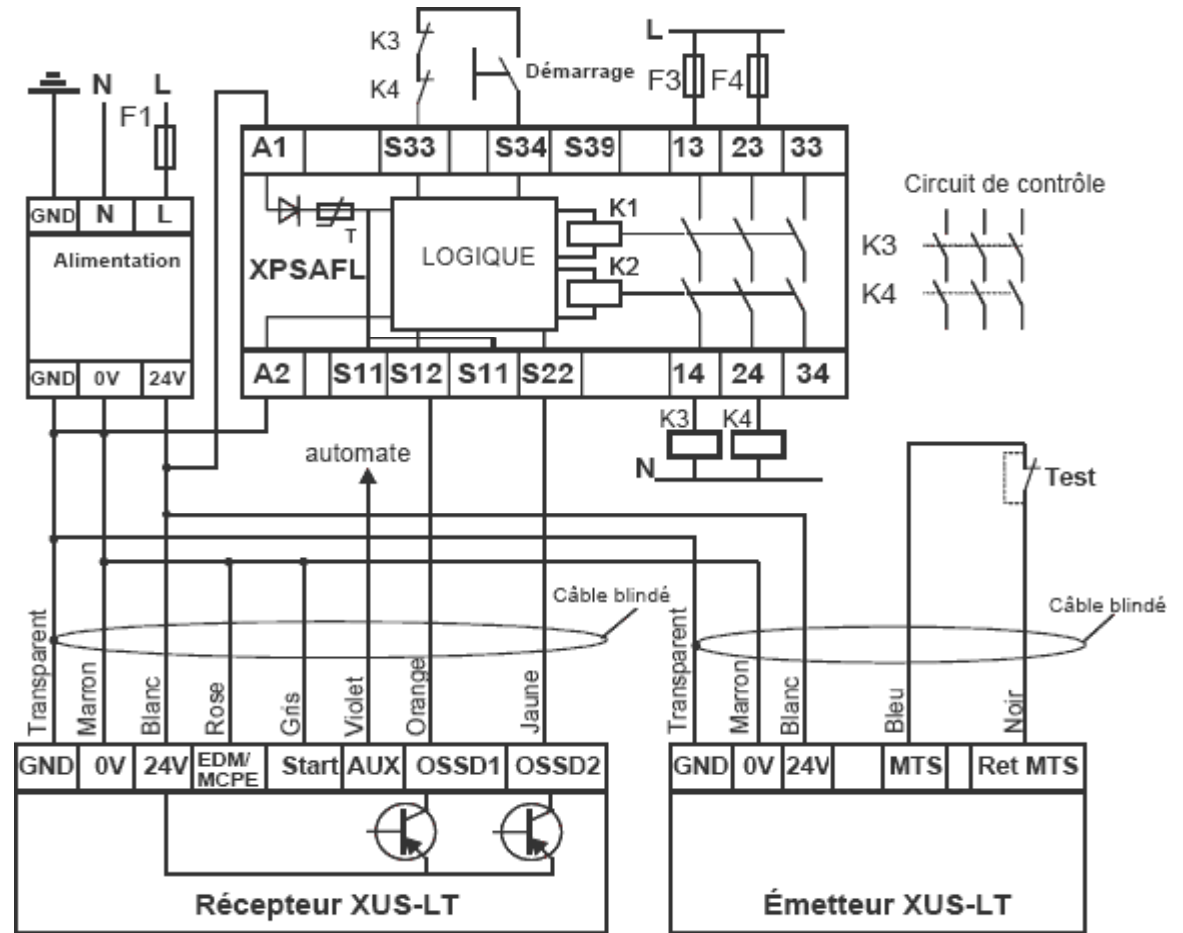 K3
K4
Démarrage
L
F3 F4
N L
F1
A1 S33 S34 S39 13 23 33
GND N L
Alimentation
GND 0V 24V
T
XPSAFL
LOGIQUE
K1
K2
A2 S11 S12 S11 S22 14 24 34
Circuit de contrôle
K3
K4
K3 K4
N
automate
Test
Câble blindé
Câble blindé
Transparent
Marron
Blanc
Rose
Gris
Violet
Orange
Jaune
Transparent
Marron
Blanc
Bleu
Noir
GND 0V 24V EDM/ Start AUX OSSD1 OSSD2
MCPE
GND 0V 24V MTS Ret MTS
Récepteur XUS-LT
Émetteur XUS-LT